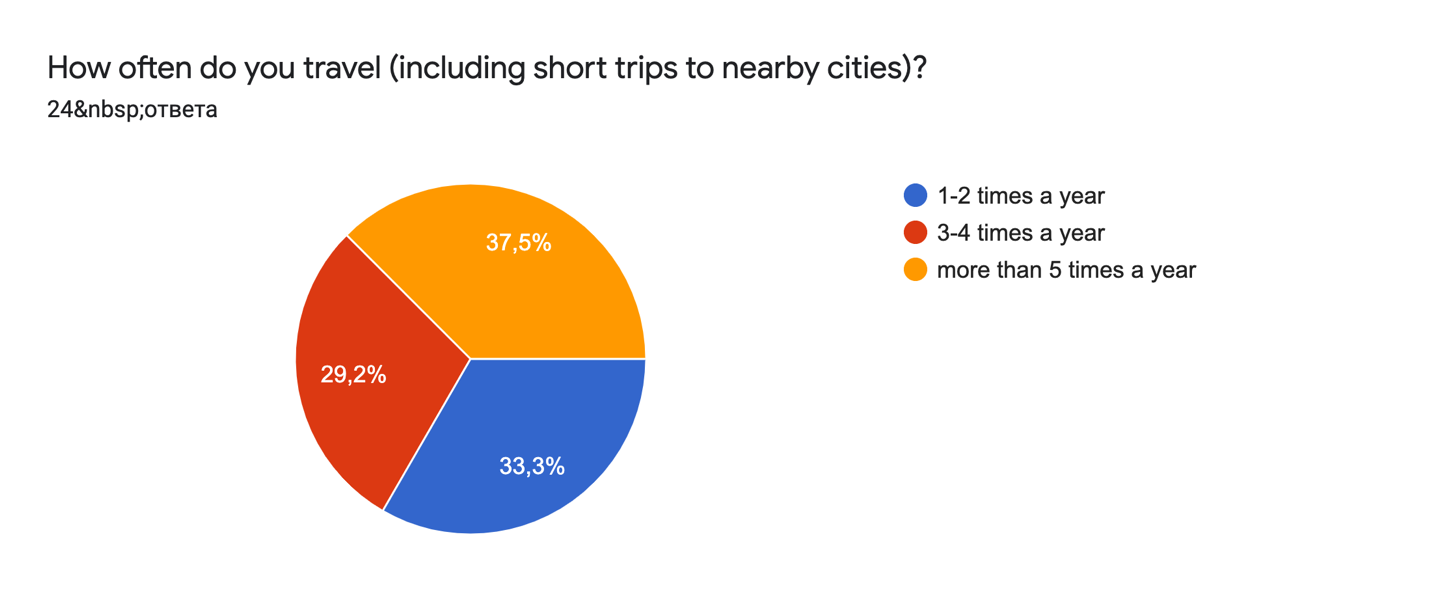 How often do you travel (including short trips to nearby cities)?
24&nbsp;ответа
37,5%
29,2%
33,3%
1-2 times a year
3-4 times a year
more than 5 times a year